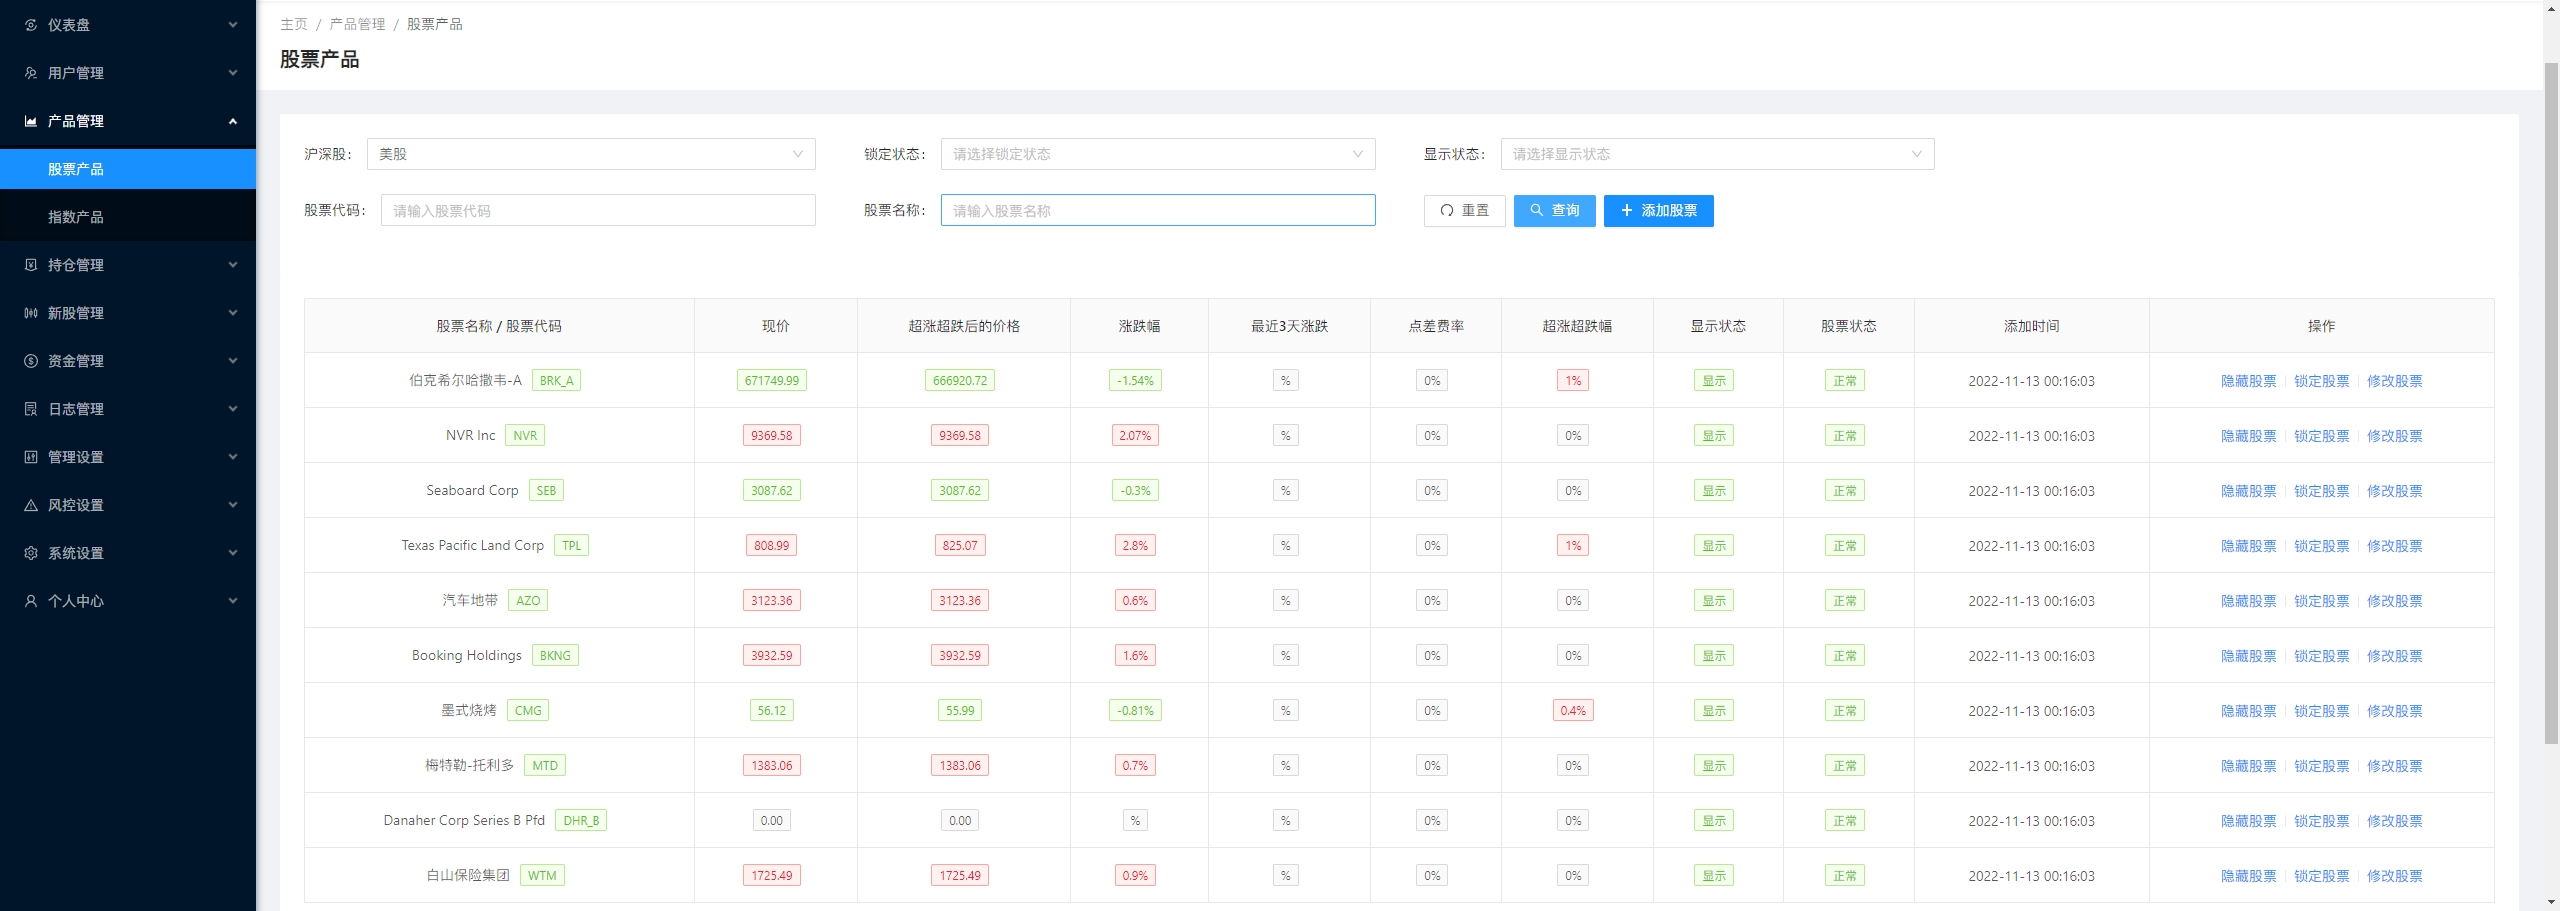 仪表盘
用户管理
产品管理
股票产品
指数产品
持仓管理
新股管理
资金管理
日志管理
管理设置
风控设置
系统设置
个人中心
主页 / 产品管理 / 股票产品
股票产品
沪深股: 美股 锁定状态: 请选择锁定状态 显示状态: 请选择显示状态
股票代码: 请输入股票代码 股票名称: 请输入股票名称 重置 查询 + 添加股票
股票名称 / 股票代码 现价 超涨超跌后的价格 涨跌幅 最近3天涨跌 点差费率 超涨超跌幅 显示状态 股票状态 添加时间 操作
伯克希尔哈撒韦-A BRK_A 671749.99 666920.72 -1.54% % 0% 1% 显示 正常 2022-11-13 00:16:03 隐藏股票 锁定股票 修改股票
NVR Inc NVR 9369.58 9369.58 2.07% % 0% 0% 显示 正常 2022-11-13 00:16:03 隐藏股票 锁定股票 修改股票
Seaboard Corp SEB 3087.62 3087.62 -0.3% % 0% 0% 显示 正常 2022-11-13 00:16:03 隐藏股票 锁定股票 修改股票
Texas Pacific Land Corp TPL 808.99 825.07 2.8% % 0% 1% 显示 正常 2022-11-13 00:16:03 隐藏股票 锁定股票 修改股票
汽车地带 AZO 3123.36 3123.36 0.6% % 0% 0% 显示 正常 2022-11-13 00:16:03 隐藏股票 锁定股票 修改股票
Booking Holdings BKNG 3932.59 3932.59 1.6% % 0% 0% 显示 正常 2022-11-13 00:16:03 隐藏股票 锁定股票 修改股票
墨式烧烤 CMG 56.12 55.99 -0.81% % 0% 0.4% 显示 正常 2022-11-13 00:16:03 隐藏股票 锁定股票 修改股票
梅特勒-托利多 MTD 1383.06 1383.06 0.7% % 0% 0% 显示 正常 2022-11-13 00:16:03 隐藏股票 锁定股票 修改股票
Danaher Corp Series B Pfd DHR_B 0.00 0.00 % % 0% 0% 显示 正常 2022-11-13 00:16:03 隐藏股票 锁定股票 修改股票
白山保险集团 WTM 1725.49 1725.49 0.9% % 0% 0% 显示 正常 2022-11-13 00:16:03 隐藏股票 锁定股票 修改股票